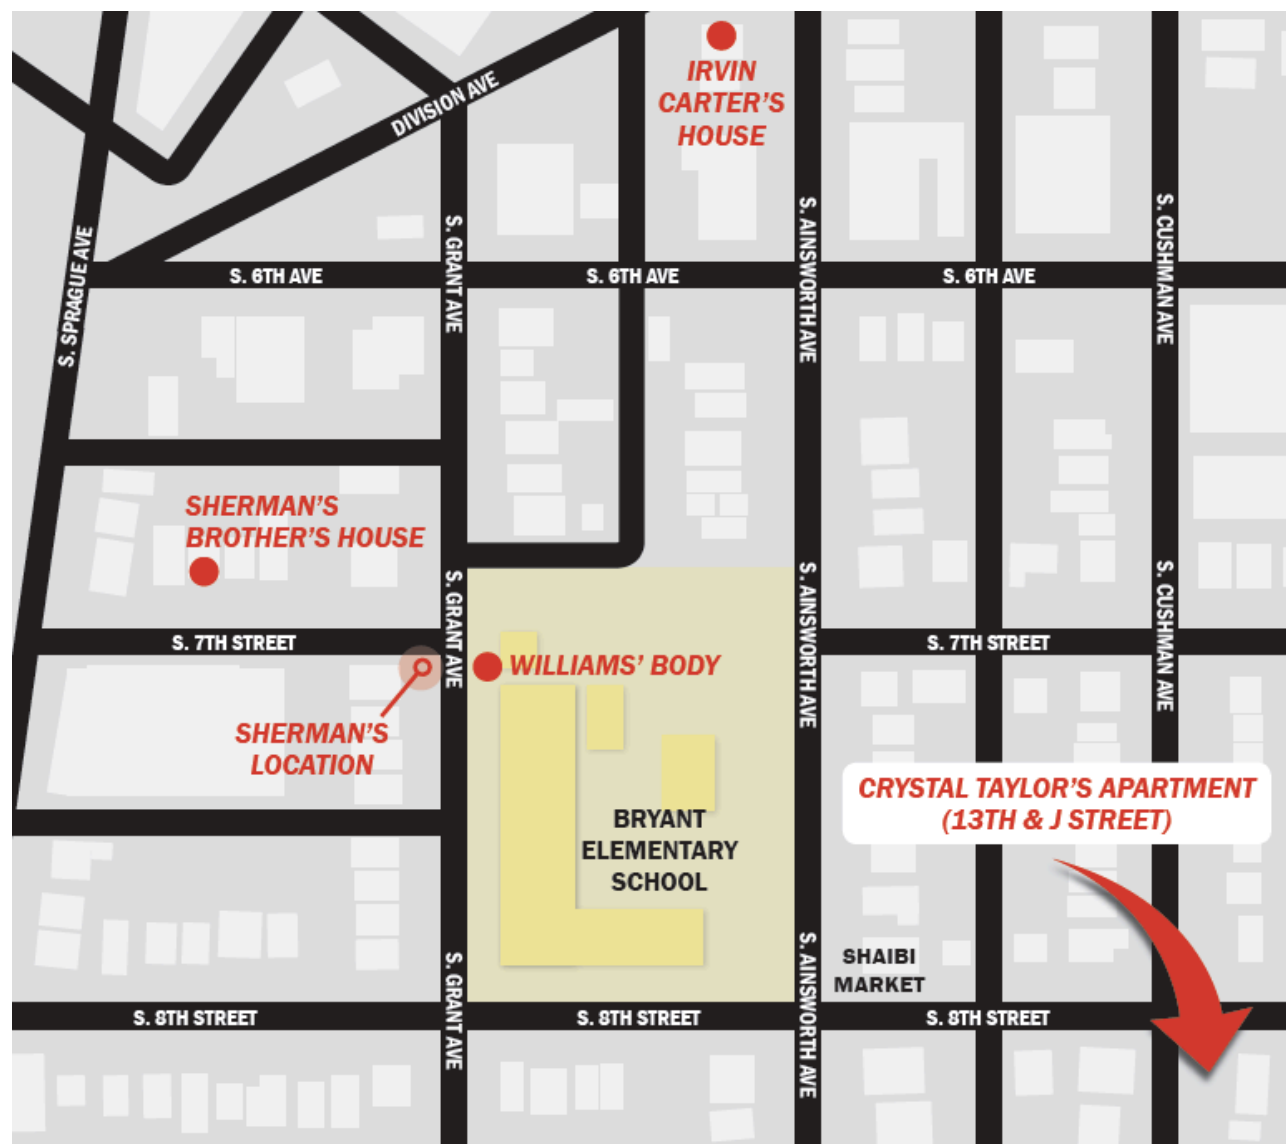 IRVIN
CARTER'S
HOUSE
DIVISION AVE
S. SPRAGUE AVE
S. GRANT AVE
S. AINSWORTH AVE
S. CUSHMAN AVE
S. 6TH AVE
S. 6TH AVE
S. 6TH AVE
SHERMAN'S
BROTHER'S HOUSE
S. GRANT AVE
S. AINSWORTH AVE
S. CUSHMAN AVE
S. 7TH STREET
S. 7TH STREET
WILLIAMS' BODY
SHERMAN'S
LOCATION
CRYSTAL TAYLOR'S APARTMENT
(13TH & J STREET)
BRYANT
ELEMENTARY
SCHOOL
SHAIBI
MARKET
S. GRANT AVE
S. AINSWORTH AVE
S. 8TH STREET
S. 8TH STREET
S. 8TH STREET